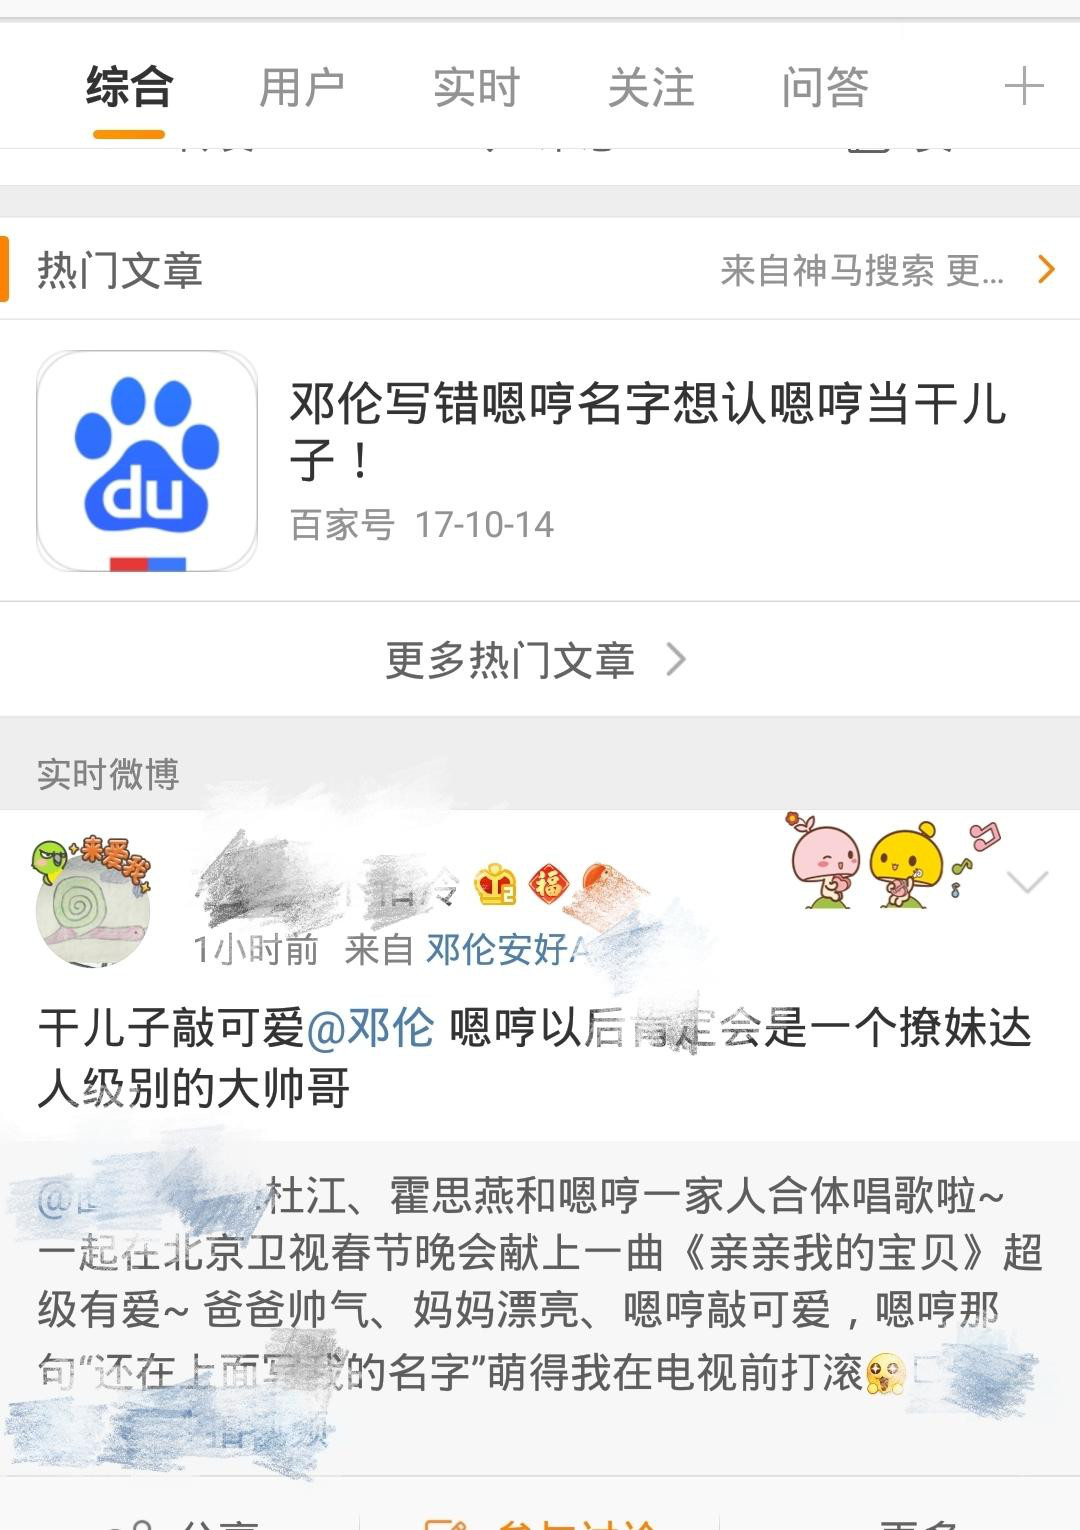 综合 用户 实时 关注 问答
热门文章 来自神马搜索 更...
du
邓伦写错嗯哼名字想认嗯哼当干儿
子！
百家号 17-10-14
更多热门文章
实时微博
来爱我
福
1小时前 来自 邓伦安好
干儿子敲可爱@邓伦 嗯哼以后肯定会是一个撩妹达
人级别的大帅哥
杜江、霍思燕和嗯哼一家人合体唱歌啦~
一起在北京卫视春节晚会献上一曲《亲亲我的宝贝》超
级有爱~ 爸爸帅气、妈妈漂亮、嗯哼敲可爱，嗯哼那
句“还在上面写我的名字”萌得我在电视前打滚